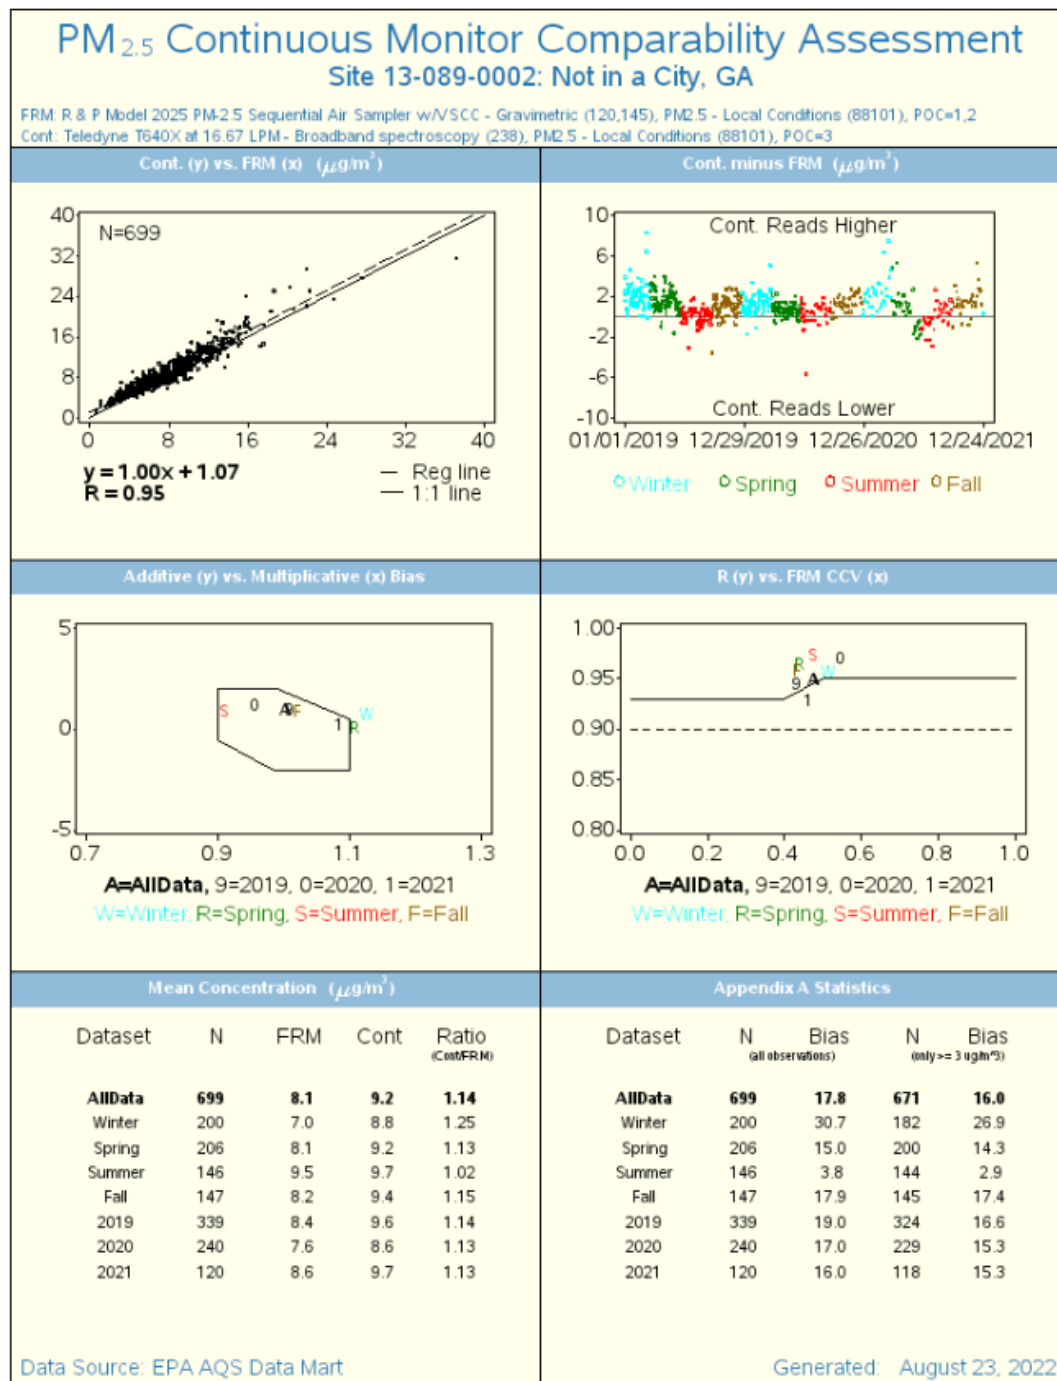 PM2.5 Continuous Monitor Comparability Assessment
Site 13-089-0002: Not in a City, GA
FRM: R & P Model 2025 PM-2.5 Sequential Air Sampler w/VSCC - Gravimetric (120,145), PM2.5 - Local Conditions (88101), POC=1,2
Cont: Teledyne T640X at 16.67 LPM - Broadband spectroscopy (238), PM2.5 - Local Conditions (88101), POC=3
Cont. (y) vs. FRM (x) (μg/m³)
40
32
24
16
8
0
N=699
0 8 16 24 32 40
y = 1.00x + 1.07
R = 0.95
Reg line
1:1 line
Cont. minus FRM (μg/m³)
10
6
2
-2
-6
-10
Cont. Reads Higher
Cont. Reads Lower
01/01/2019 12/29/2019 12/26/2020 12/24/2021
Winter Spring Summer Fall
Additive (y) vs. Multiplicative (x) Bias
5
0
-5
S 0 A 9 F 1 R W
0.7 0.9 1.1 1.3
A=AllData, 9=2019, 0=2020, 1=2021
W=Winter, R=Spring, S=Summer, F=Fall
R (y) vs. FRM CCV (x)
1.00
0.95
0.90
0.85
0.80
F R 9 S A 1 W 0
0.0 0.2 0.4 0.6 0.8 1.0
A=AllData, 9=2019, 0=2020, 1=2021
W=Winter, R=Spring, S=Summer, F=Fall
Mean Concentration (μg/m³)
Dataset N FRM Cont Ratio
(Cont/FRM)
AllData 699 8.1 9.2 1.14
Winter 200 7.0 8.8 1.25
Spring 206 8.1 9.2 1.13
Summer 146 9.5 9.7 1.02
Fall 147 8.2 9.4 1.15
2019 339 8.4 9.6 1.14
2020 240 7.6 8.6 1.13
2021 120 8.6 9.7 1.13
Appendix A Statistics
Dataset N Bias N Bias
(all observations) (only >= 3 ug/m^3)
AllData 699 17.8 671 16.0
Winter 200 30.7 182 26.9
Spring 206 15.0 200 14.3
Summer 146 3.8 144 2.9
Fall 147 17.9 145 17.4
2019 339 19.0 324 16.6
2020 240 17.0 229 15.3
2021 120 16.0 118 15.3
Data Source: EPA AQS Data Mart
Generated: August 23, 2022